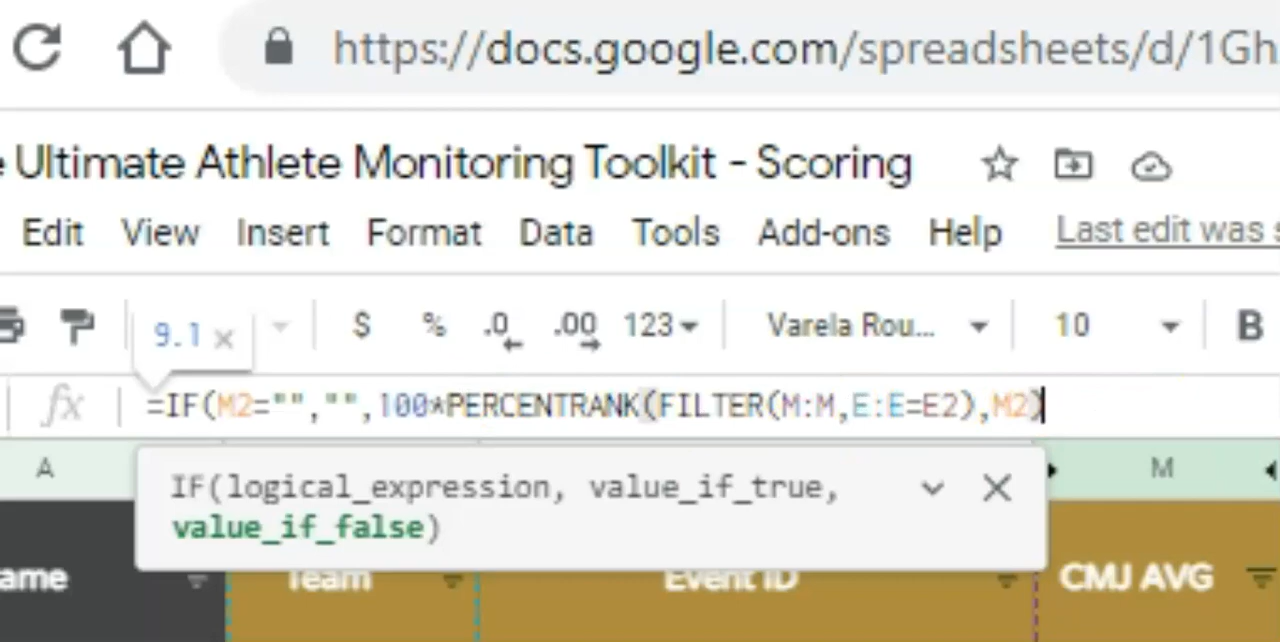 https://docs.google.com/spreadsheets/d/1Gh
Ultimate Athlete Monitoring Toolkit - Scoring
Edit View Insert Format Data Tools Add-ons Help Last edit was
9.1 × $ % .0 .00 123 Varela Rou... 10 B
fx =IF(M2="","",100*PERCENTRANK(FILTER(M:M,E:E=E2),M2)
A M
IF(logical_expression, value_if_true,
value_if_false)
ame Team Event ID CMJ AVG